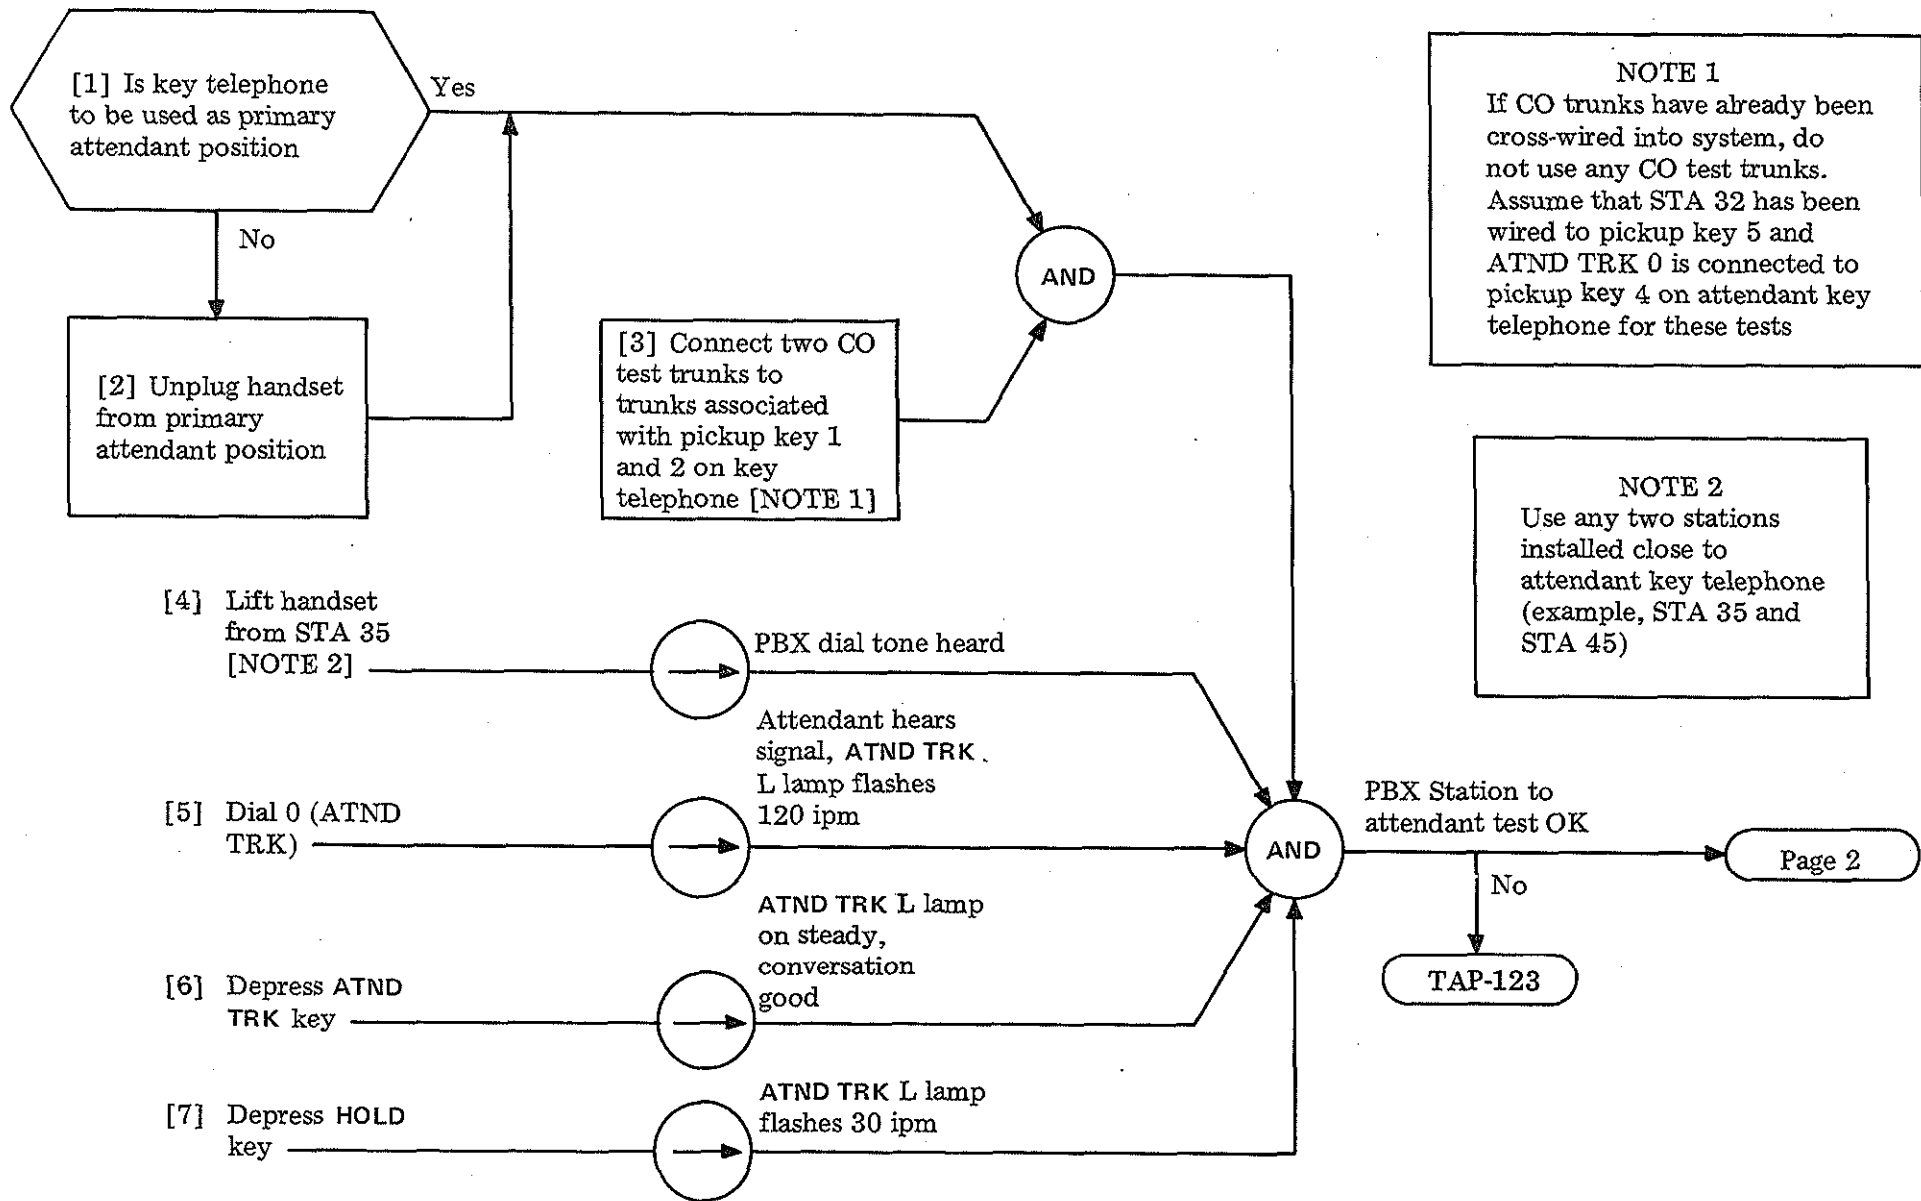 [1] Is key telephone
to be used as primary
attendant position
Yes
No
[2] Unplug handset
from primary
attendant position
[3] Connect two CO
test trunks to
trunks associated
with pickup key 1
and 2 on key
telephone [NOTE 1]
AND
NOTE 1
If CO trunks have already been
cross-wired into system, do
not use any CO test trunks.
Assume that STA 32 has been
wired to pickup key 5 and
ATND TRK 0 is connected to
pickup key 4 on attendant key
telephone for these tests
NOTE 2
Use any two stations
installed close to
attendant key telephone
(example, STA 35 and
STA 45)
[4] Lift handset
from STA 35
[NOTE 2]
PBX dial tone heard
[5] Dial 0 (ATND
TRK)
Attendant hears
signal, ATND TRK
L lamp flashes
120 ipm
[6] Depress ATND
TRK key
ATND TRK L lamp
on steady,
conversation
good
[7] Depress HOLD
key
ATND TRK L lamp
flashes 30 ipm
AND
PBX Station to
attendant test OK
Page 2
No
TAP-123